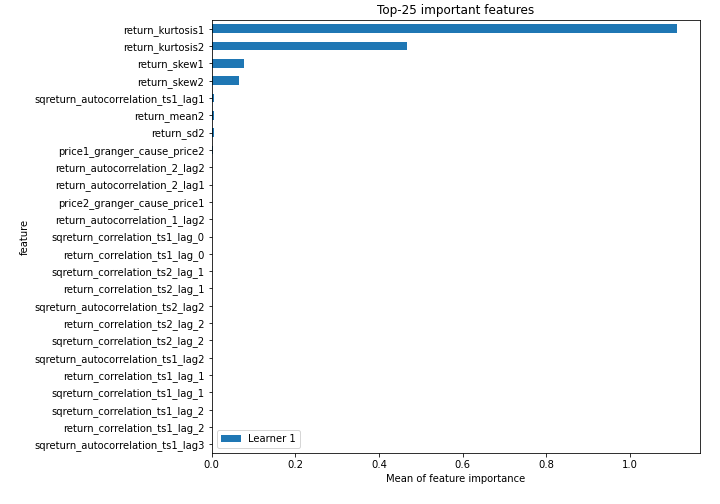 Top-25 important features
return_kurtosis1
return_kurtosis2
return_skew1
return_skew2
sqreturn_autocorrelation_ts1_lag1
return_mean2
return_sd2
price1_granger_cause_price2
return_autocorrelation_2_lag2
return_autocorrelation_2_lag1
price2_granger_cause_price1
return_autocorrelation_1_lag2
sqreturn_correlation_ts1_lag_0
return_correlation_ts1_lag_0
sqreturn_correlation_ts2_lag_1
return_correlation_ts2_lag_1
sqreturn_autocorrelation_ts2_lag2
return_correlation_ts2_lag_2
sqreturn_correlation_ts2_lag_2
sqreturn_autocorrelation_ts1_lag2
return_correlation_ts1_lag_1
sqreturn_correlation_ts1_lag_1
sqreturn_correlation_ts1_lag_2
return_correlation_ts1_lag_2
sqreturn_autocorrelation_ts1_lag3
feature
Learner 1
0.0 0.2 0.4 0.6 0.8 1.0
Mean of feature importance